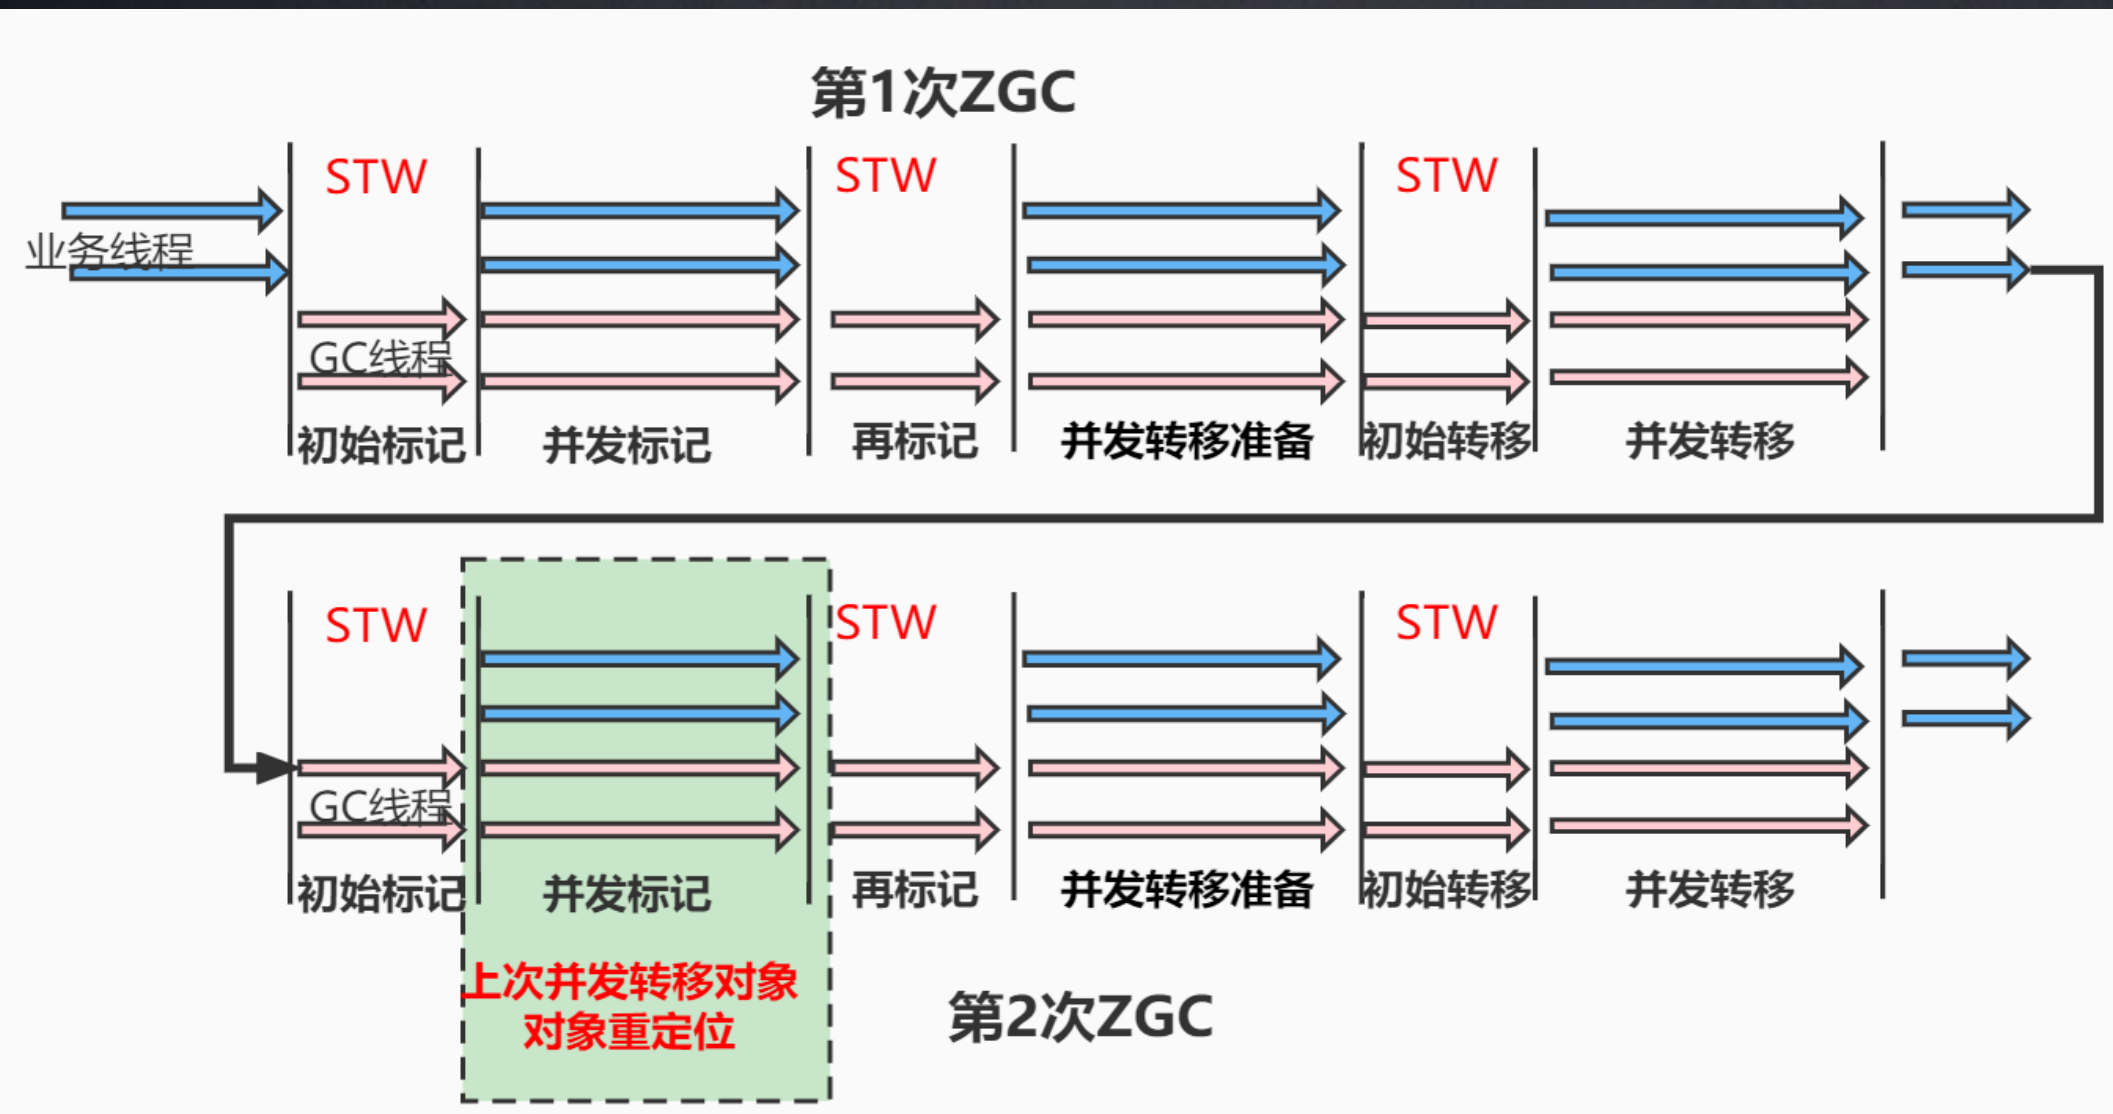 第1次ZGC
STW
STW
STW
业务线程
GC线程
初始标记
并发标记
再标记
并发转移准备
初始转移
并发转移
STW
STW
STW
GC线程
初始标记
并发标记
再标记
并发转移准备
初始转移
并发转移
上次并发转移对象
对象重定位
第2次ZGC